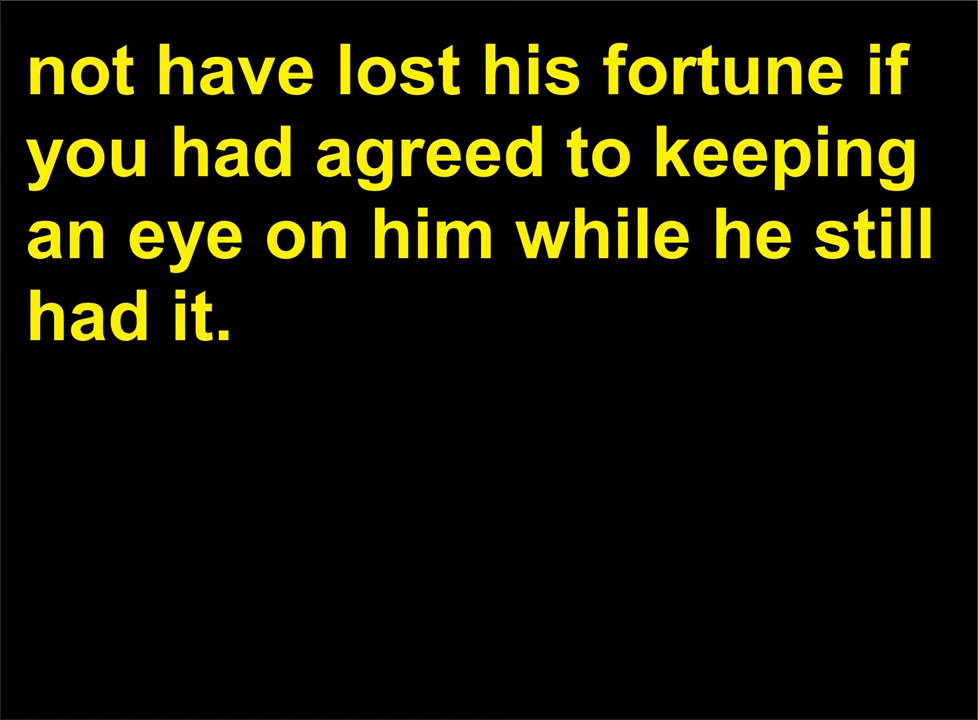 not have lost his fortune if
you had agreed to keeping
an eye on him while he still
had it.